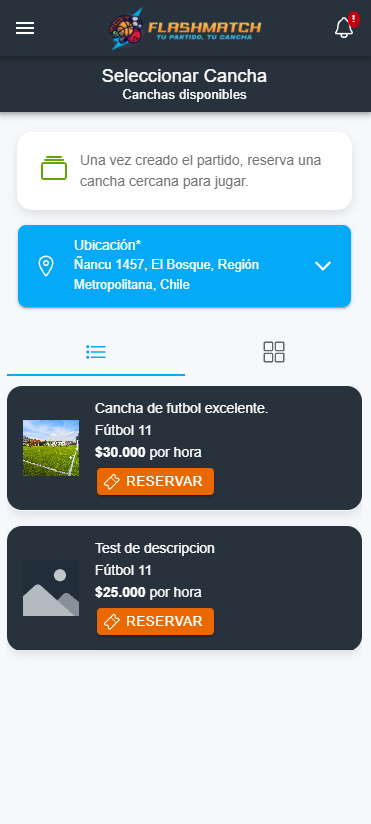 FLASHMATCH
TU PARTIDO, TU CANCHA
Seleccionar Cancha
Canchas disponibles
Una vez creado el partido, reserva una
cancha cercana para jugar.
Ubicación*
Ñancu 1457, El Bosque, Región
Metropolitana, Chile
Cancha de futbol excelente.
Fútbol 11
$30.000 por hora
RESERVAR
Test de descripcion
Fútbol 11
$25.000 por hora
RESERVAR